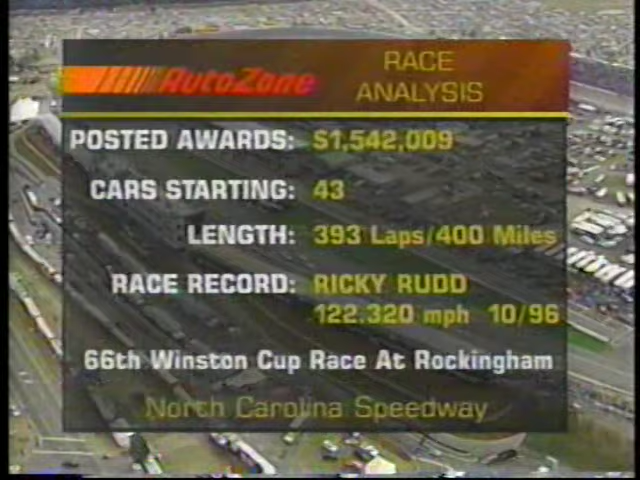 AutoZone
RACE
ANALYSIS
POSTED AWARDS: $1,542,009
CARS STARTING: 43
LENGTH: 393 Laps/400 Miles
RACE RECORD: RICKY RUDD
122.320 mph 10/96
66th Winston Cup Race At Rockingham
North Carolina Speedway